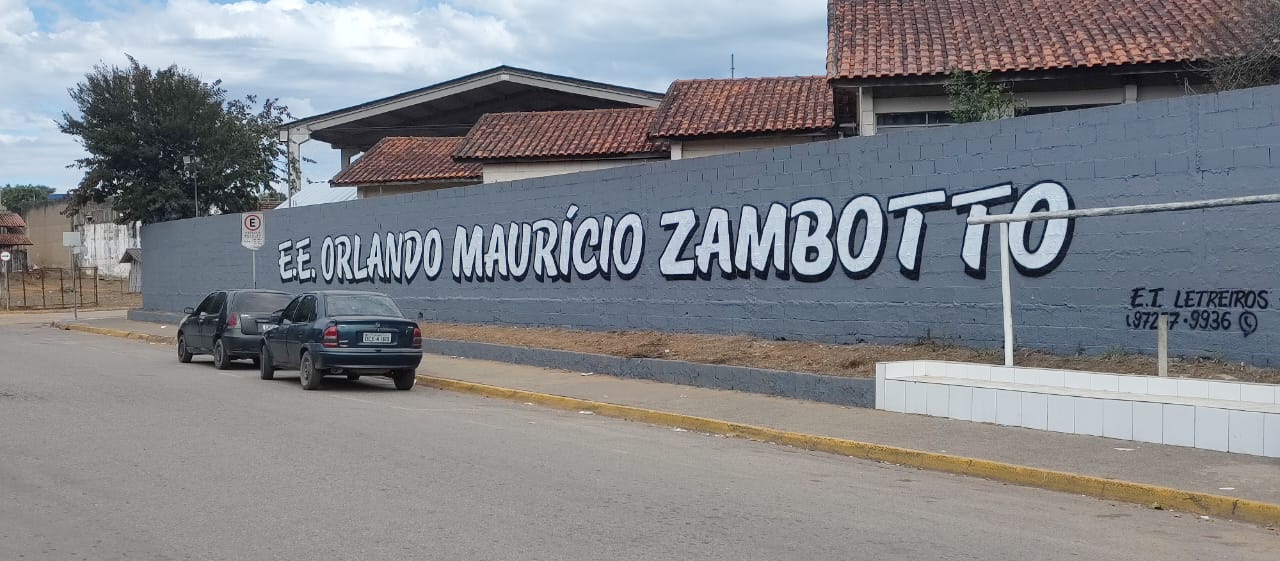 E
E.E. ORLANDO MAURÍCIO ZAMBOTTO
E.T. LETREIROS
(97277-9936 ©